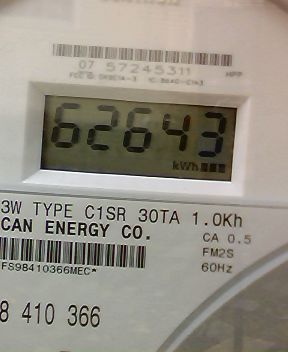 07 57245311 HPP
62643
kWh
3W TYPE C1SR 30TA 1.0Kh
CAN ENERGY CO.
CA 0.5
FM2S
60Hz
FS98410366MEC*
8 410 366